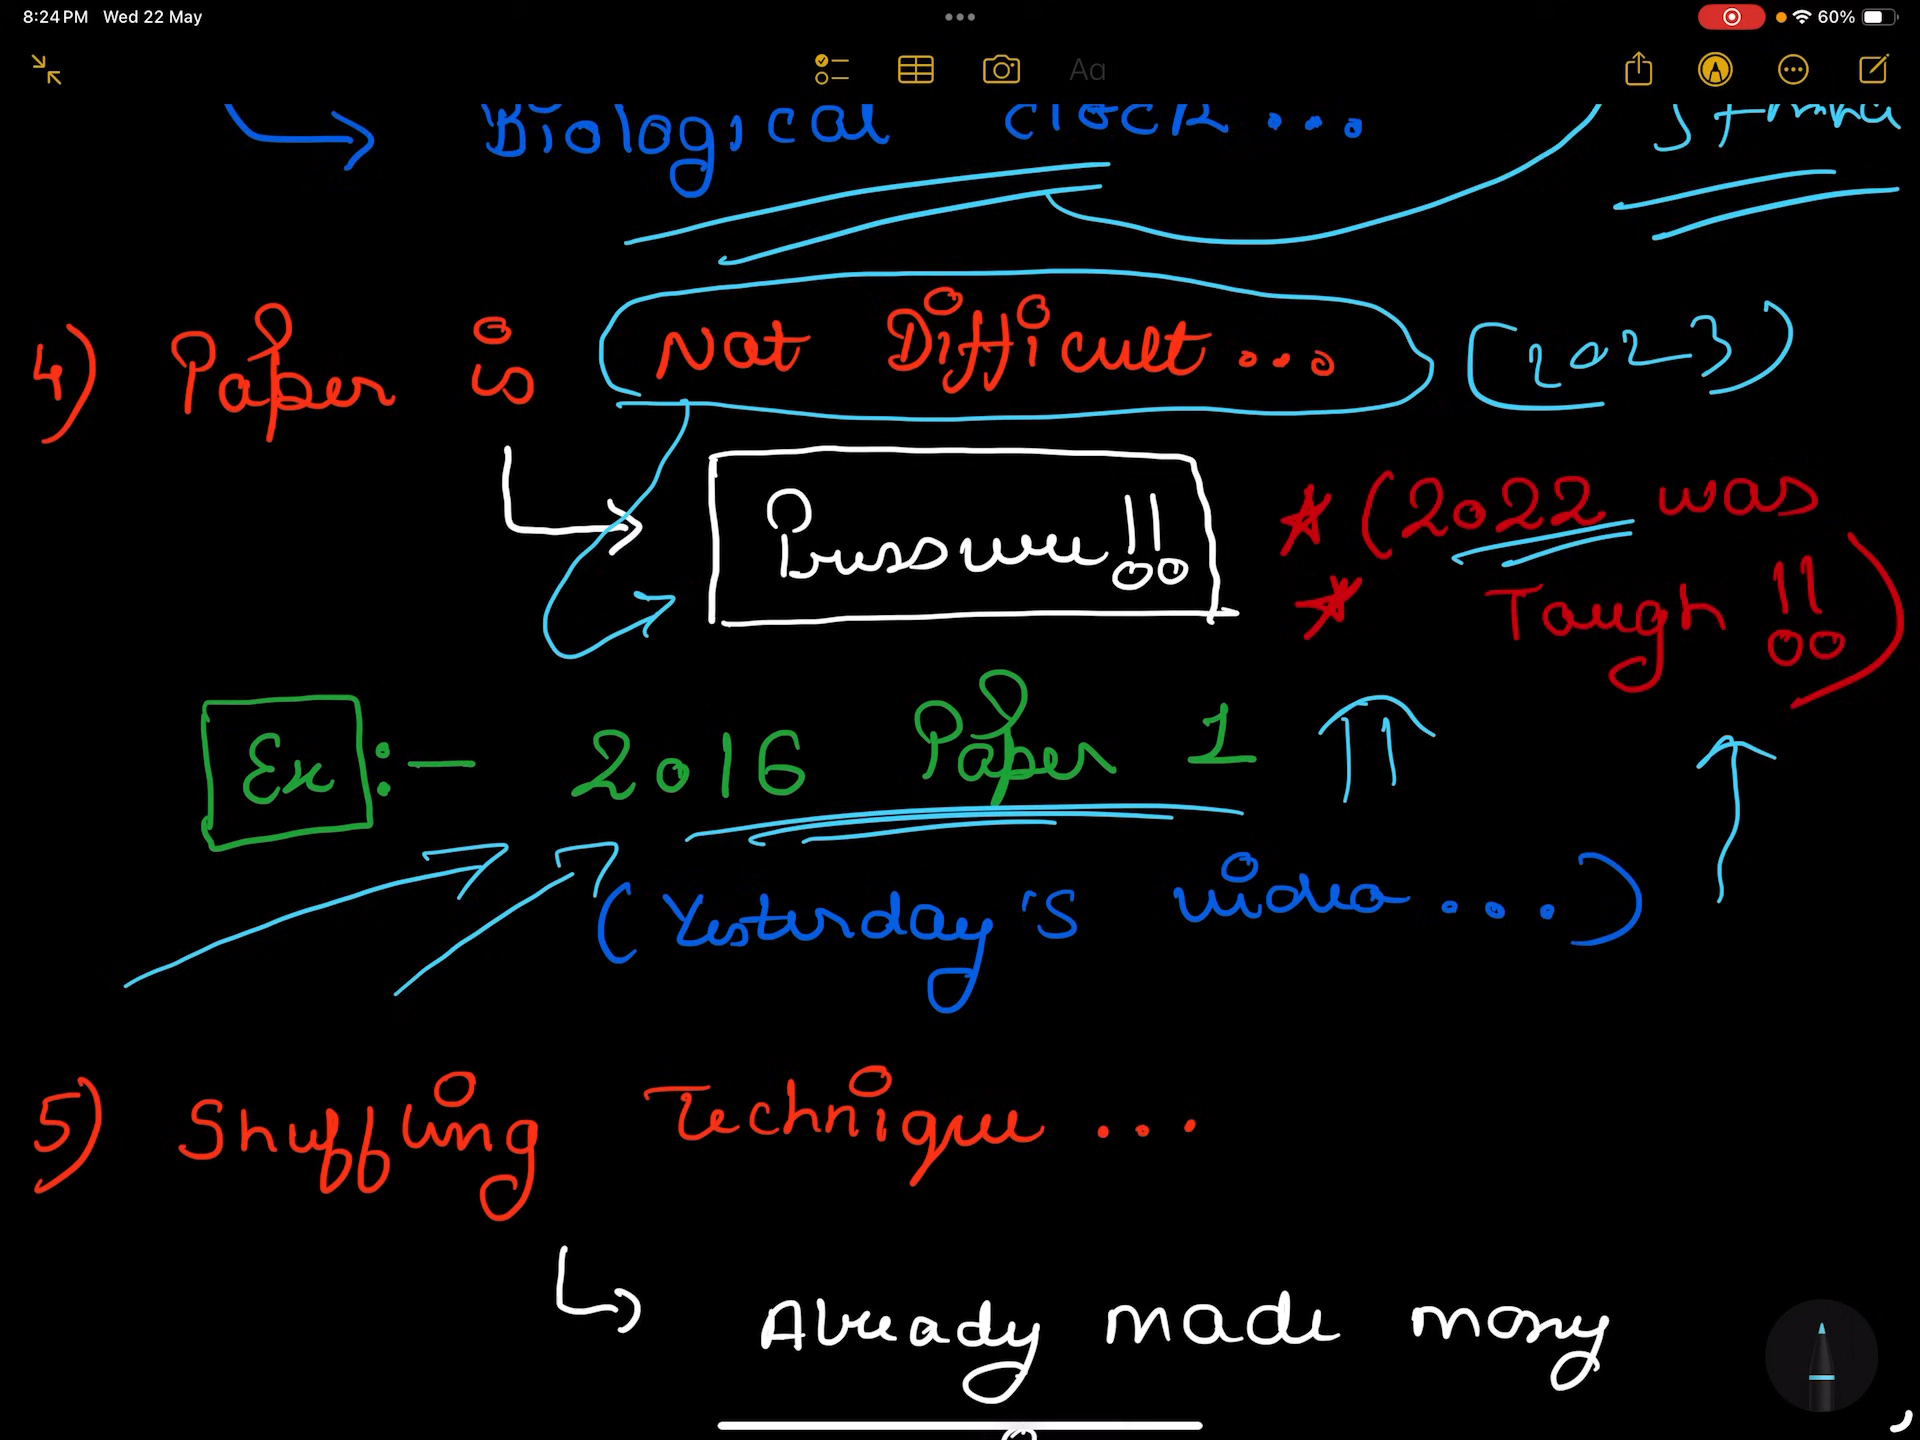 8:24 PM Wed 22 May
60%
Aa
Biological clock...
4) Paper is Not Difficult... (2023)
Pressure!!
* (2022 was
* Tough!!)
Ex :- 2016 Paper 1
(Yesterday's video...)
5) Shuffling Technique...
Already made many